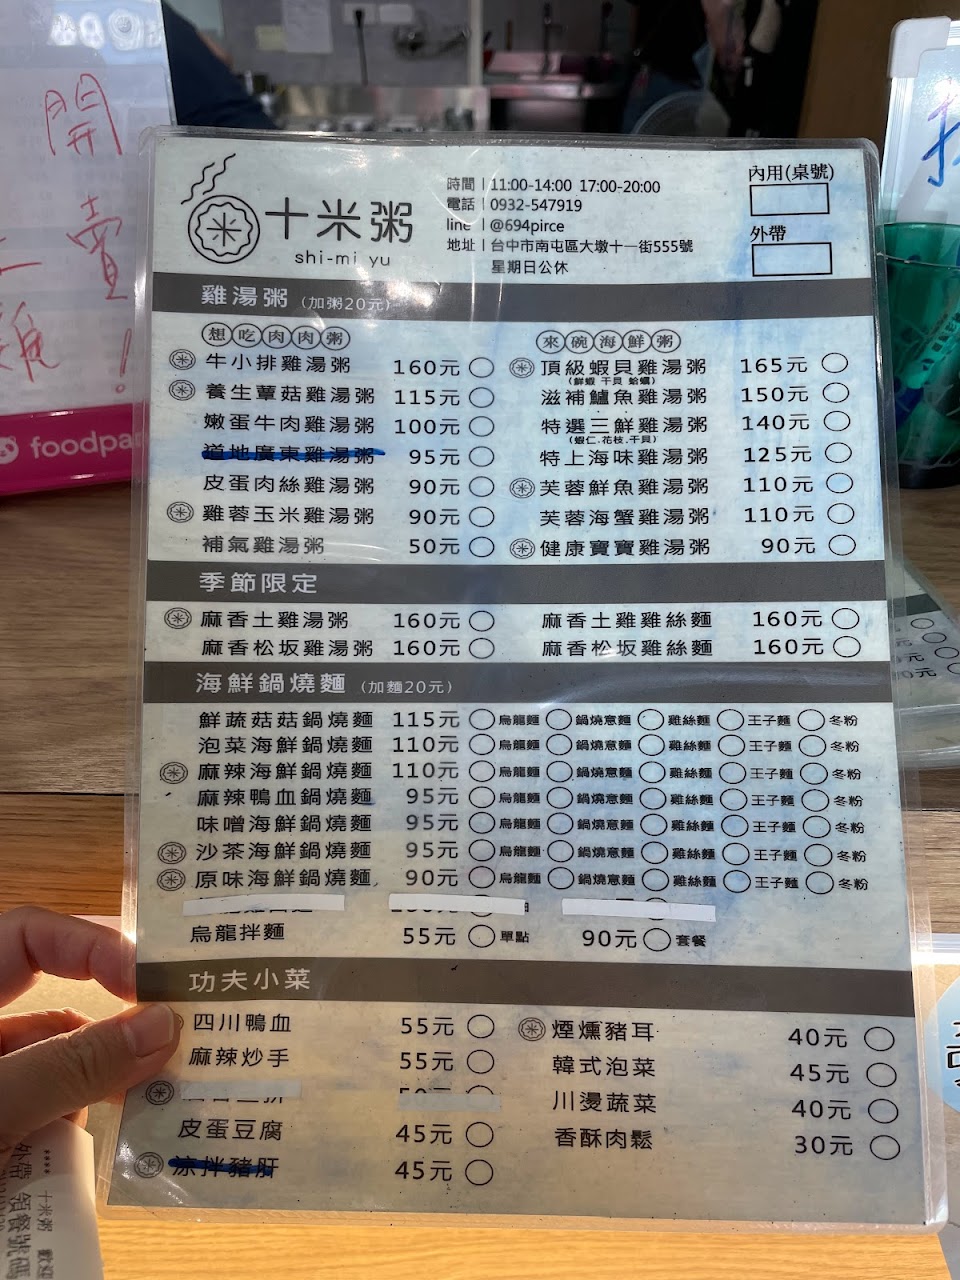 開
賣
雞!
foodpa
米
十米粥
shi-mi yu
時間 | 11:00-14:00 17:00-20:00
電話 | 0932-547919
line | @694pirce
地址 | 台中市南屯區大墩十一街555號
星期日公休
內用(桌號)
外帶
雞湯粥 (加粥20元)
想吃肉肉粥
牛小排雞湯粥 160元
養生蕈菇雞湯粥 115元
嫩蛋牛肉雞湯粥 100元
道地廣東雞湯粥 95元
皮蛋肉絲雞湯粥 90元
雞蓉玉米雞湯粥 90元
補氣雞湯粥 50元
來碗海鮮粥
頂級蝦貝雞湯粥 165元
(鮮蝦 干貝 蛤蠣)
滋補鱸魚雞湯粥 150元
特選三鮮雞湯粥 140元
(蝦仁.花枝.干貝)
特上海味雞湯粥 125元
芙蓉鮮魚雞湯粥 110元
芙蓉海蟹雞湯粥 110元
健康寶寶雞湯粥 90元
季節限定
麻香土雞湯粥 160元 麻香土雞雞絲麵 160元
麻香松坂雞湯粥 160元 麻香松坂雞絲麵 160元
海鮮鍋燒麵 (加麵20元)
鮮蔬菇菇鍋燒麵 115元 烏龍麵 鍋燒意麵 雞絲麵 王子麵 冬粉
泡菜海鮮鍋燒麵 110元 烏龍麵 鍋燒意麵 雞絲麵 王子麵 冬粉
麻辣海鮮鍋燒麵 110元 烏龍麵 鍋燒意麵 雞絲麵 王子麵 冬粉
麻辣鴨血鍋燒麵 95元 烏龍麵 鍋燒意麵 雞絲麵 王子麵 冬粉
味噌海鮮鍋燒麵 95元 烏龍麵 鍋燒意麵 雞絲麵 王子麵 冬粉
沙茶海鮮鍋燒麵 95元 烏龍麵 鍋燒意麵 雞絲麵 王子麵 冬粉
原味海鮮鍋燒麵 90元 烏龍麵 鍋燒意麵 雞絲麵 王子麵 冬粉
烏龍拌麵 55元 單點 90元 套餐
功夫小菜
四川鴨血 55元
麻辣炒手 55元
皮蛋豆腐 45元
涼拌豬肝 45元
煙燻豬耳 40元
韓式泡菜 45元
川燙蔬菜 40元
香酥肉鬆 30元
****
十米粥 歡迎
外帶 領餐號碼